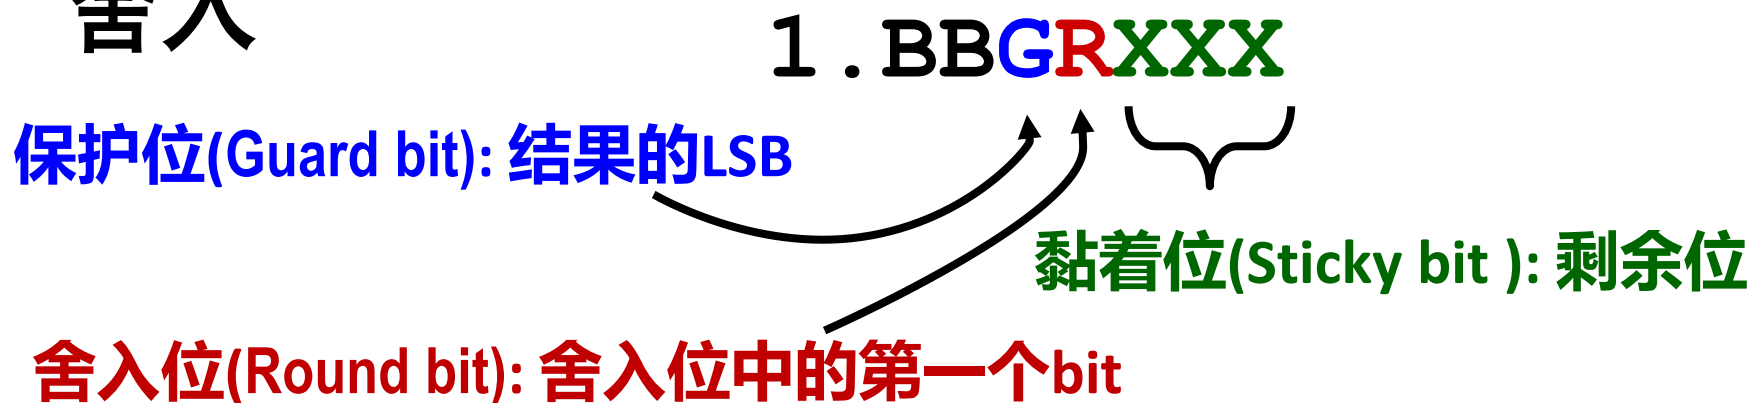 舍入
1.BBGRXXX
保护位(Guard bit): 结果的LSB
黏着位(Sticky bit ): 剩余位
舍入位(Round bit): 舍入位中的第一个bit